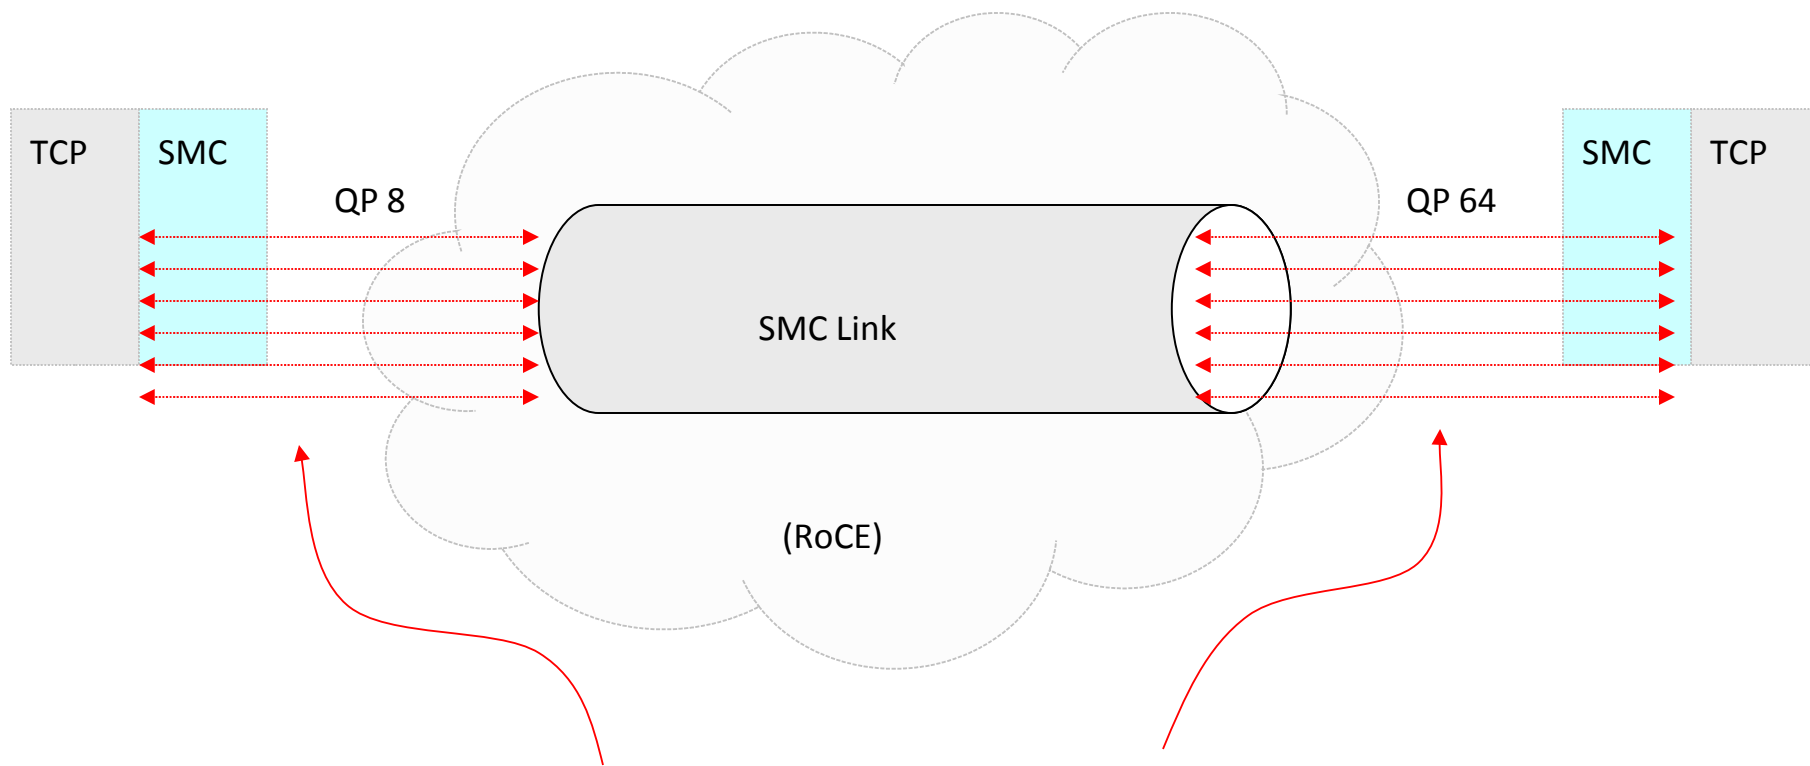 TCP
SMC
SMC
TCP
QP 8
QP 64
SMC Link
(RoCE)